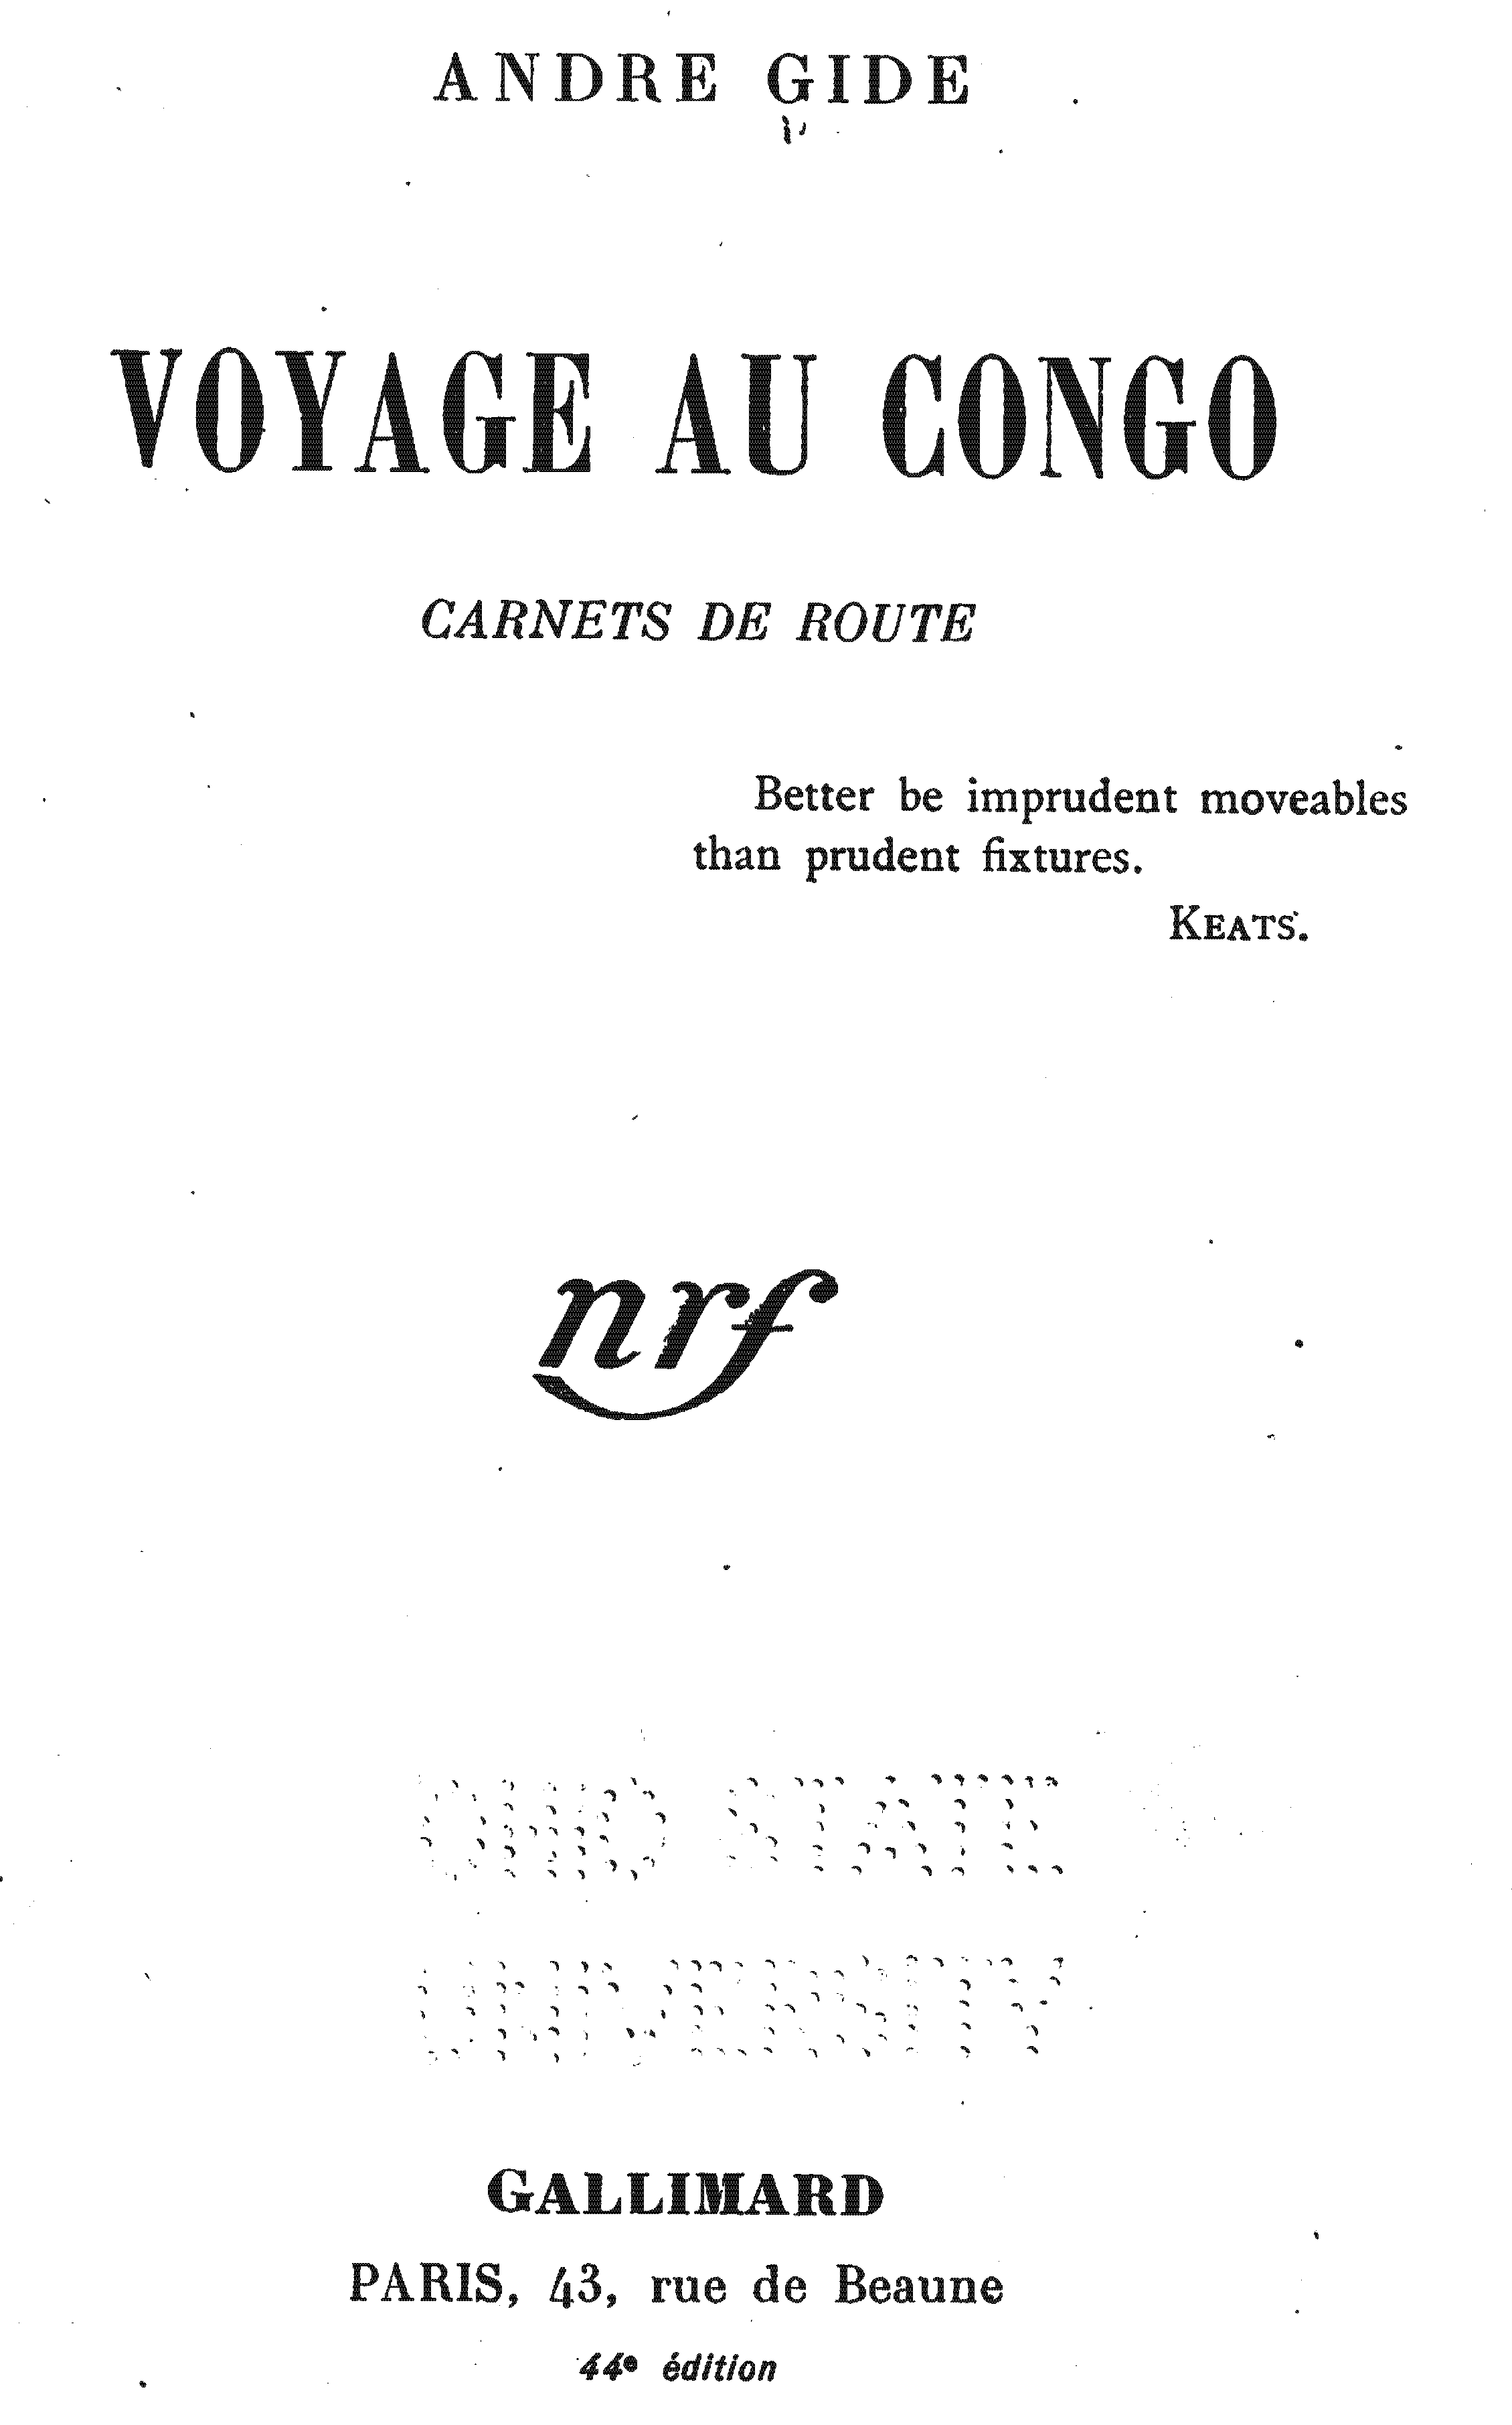 ANDRE GIDE
VOYAGE AU CONGO
CARNETS DE ROUTE
Better be imprudent moveables
than prudent fixtures.
KEATS.
nrf
OHIO STATE
UNIVERSITY
GALLIMARD
PARIS, 43, rue de Beaune
44e édition